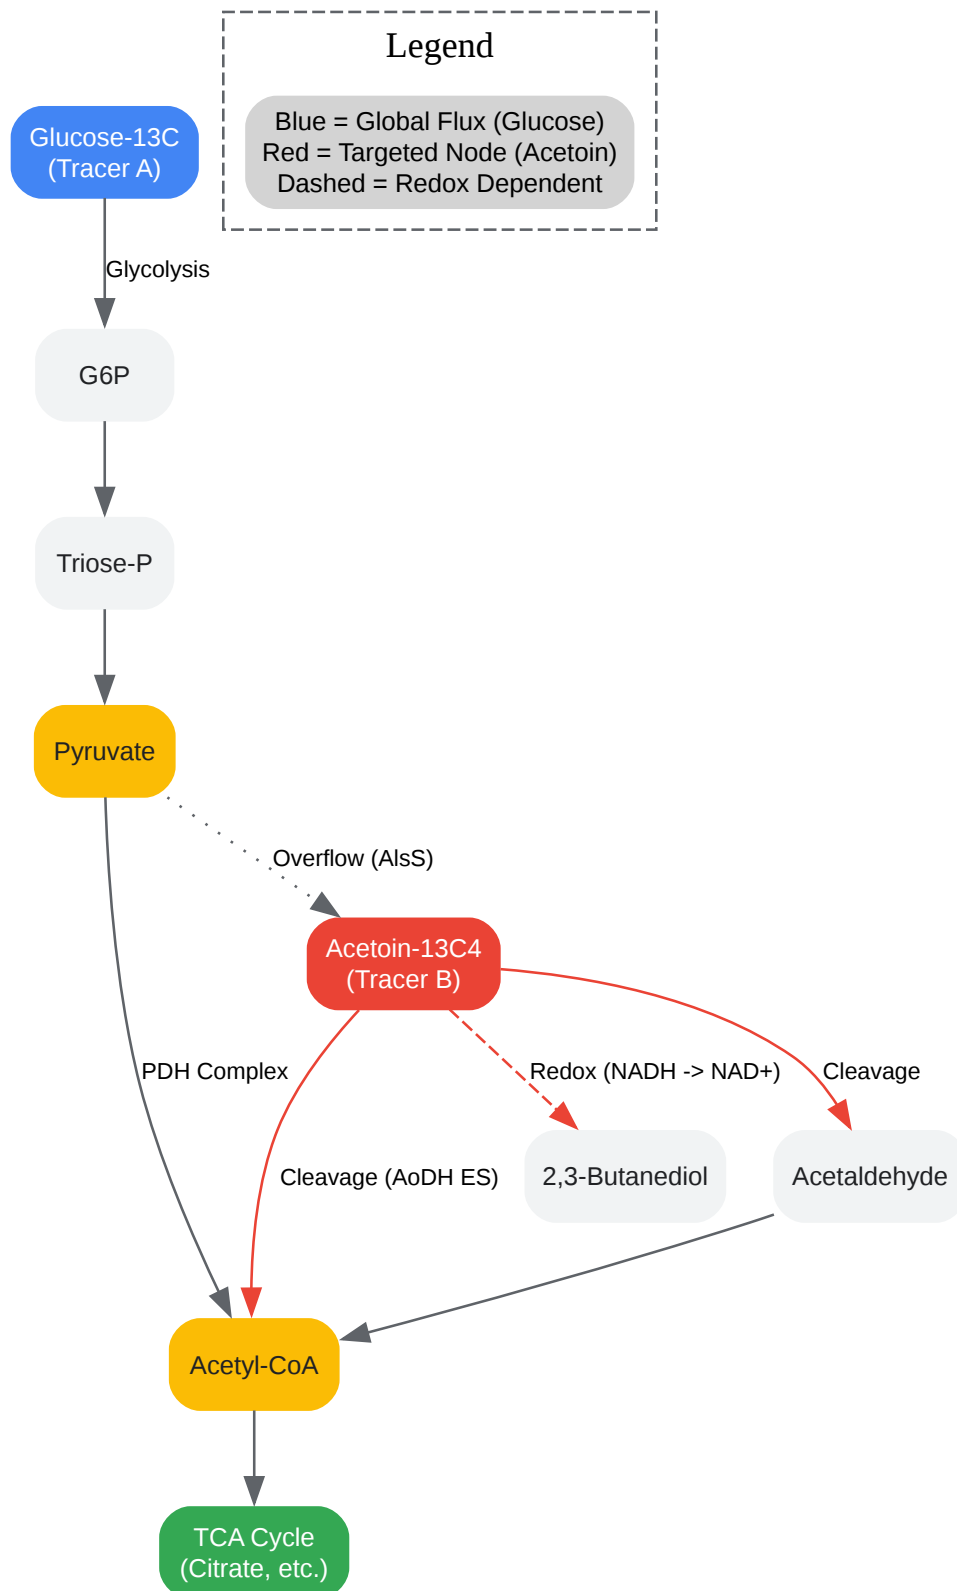 Legend
Blue = Global Flux (Glucose)
Red = Targeted Node (Acetoin)
Dashed = Redox Dependent
Glucose-13C
(Tracer A)
Glycolysis
G6P
Triose-P
Pyruvate
Overflow (AlsS)
Acetoin-13C4
(Tracer B)
PDH Complex
Redox (NADH -> NAD+)
Cleavage
Cleavage (AoDH ES)
2,3-Butanediol
Acetaldehyde
Acetyl-CoA
TCA Cycle
(Citrate, etc.)